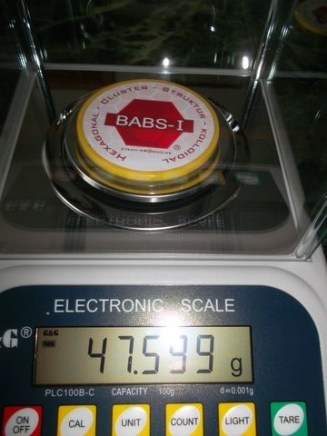 HEXAGONAL - CLUSTER - STRUKTUR - KOLLOIDAL
BABS-I
®
ELECTRONIC SCALE
G&G®
G&G
47.599 g
PLC100B-C CAPACITY 100g d=0.001g
ON OFF CAL UNIT COUNT LIGHT TARE